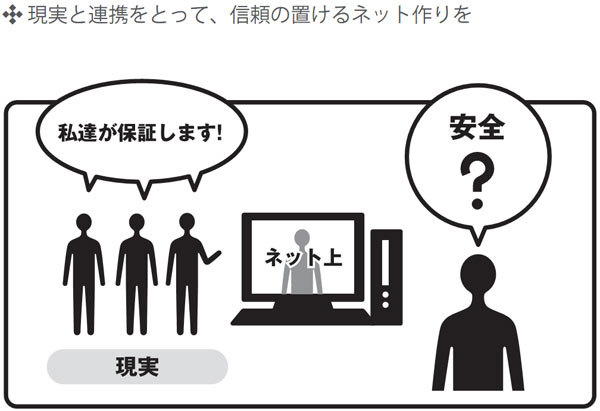 現実と連携をとって、信頼の置けるネット作りを
私達が保証します!
安全
?
ネット上
現実